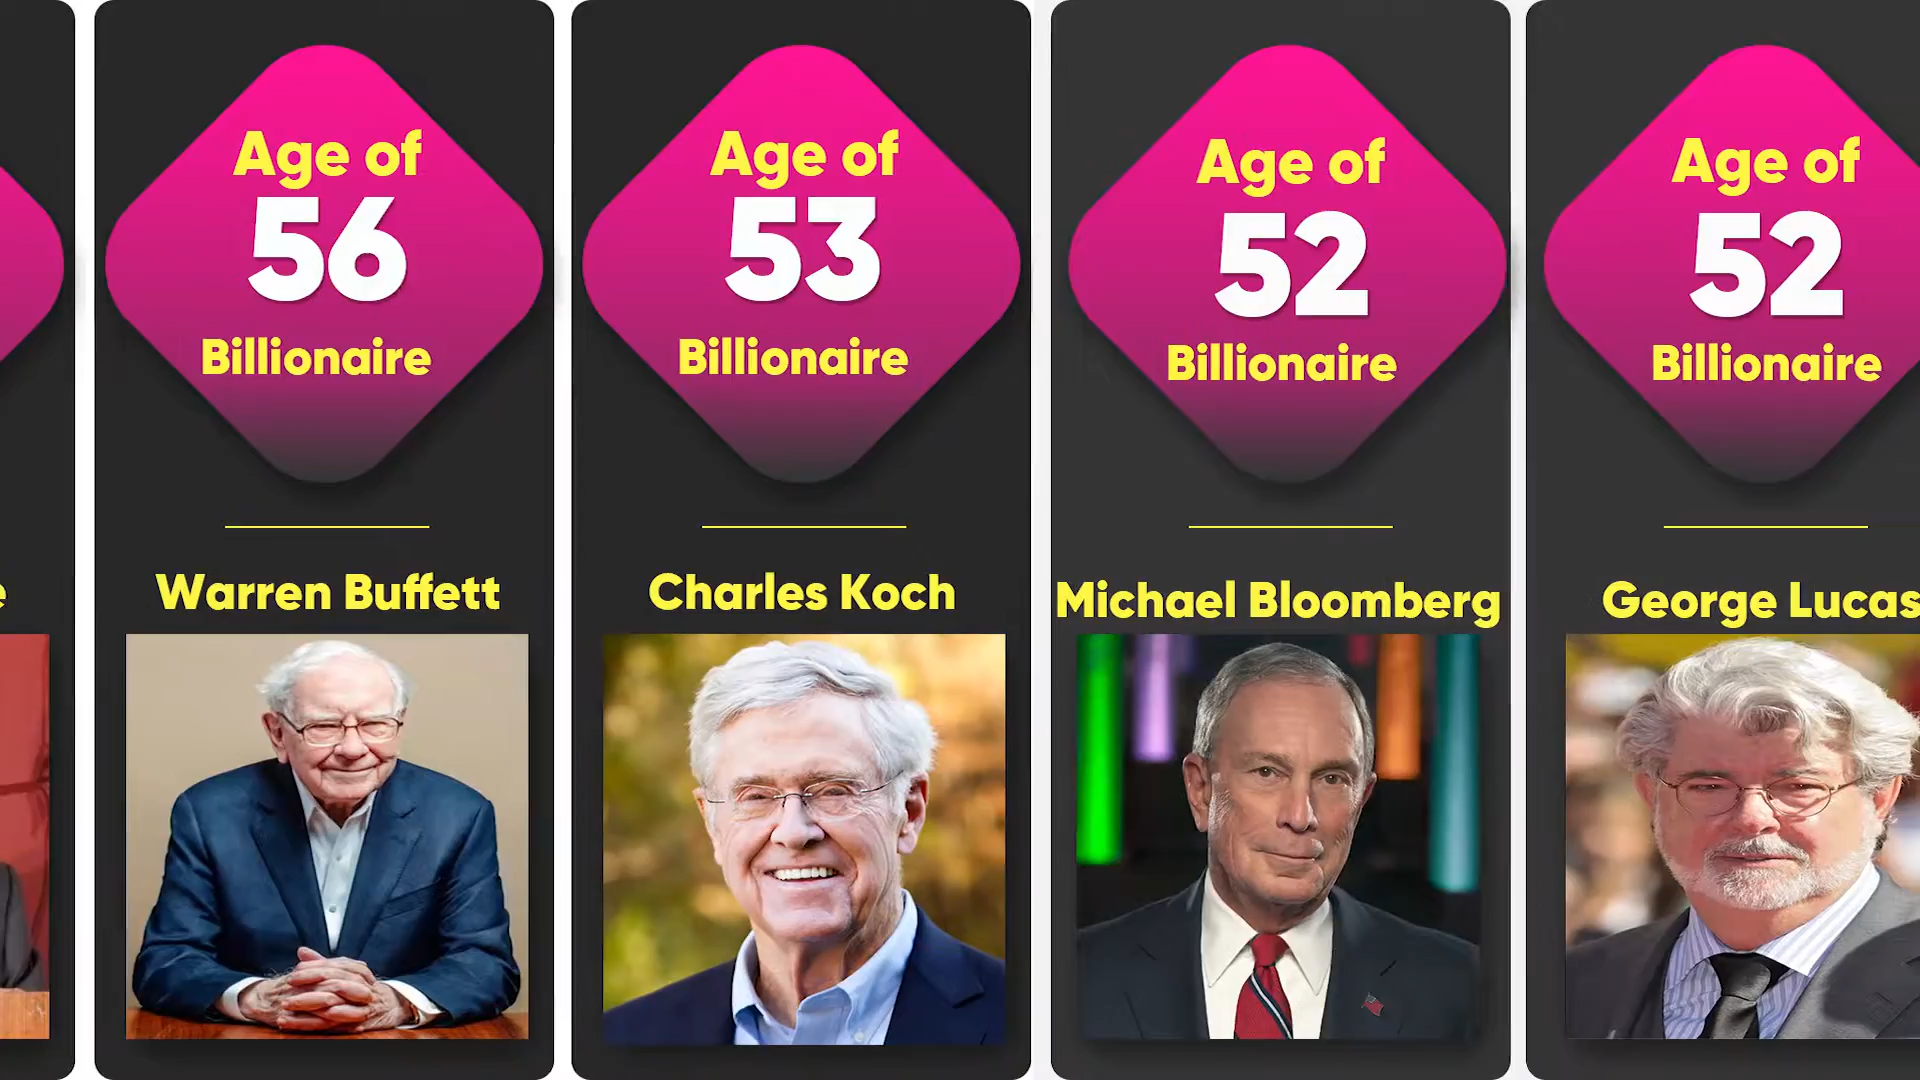 Age of
56
Billionaire
Warren Buffett
Age of
53
Billionaire
Charles Koch
Age of
52
Billionaire
Michael Bloomberg
Age of
52
Billionaire
George Lucas